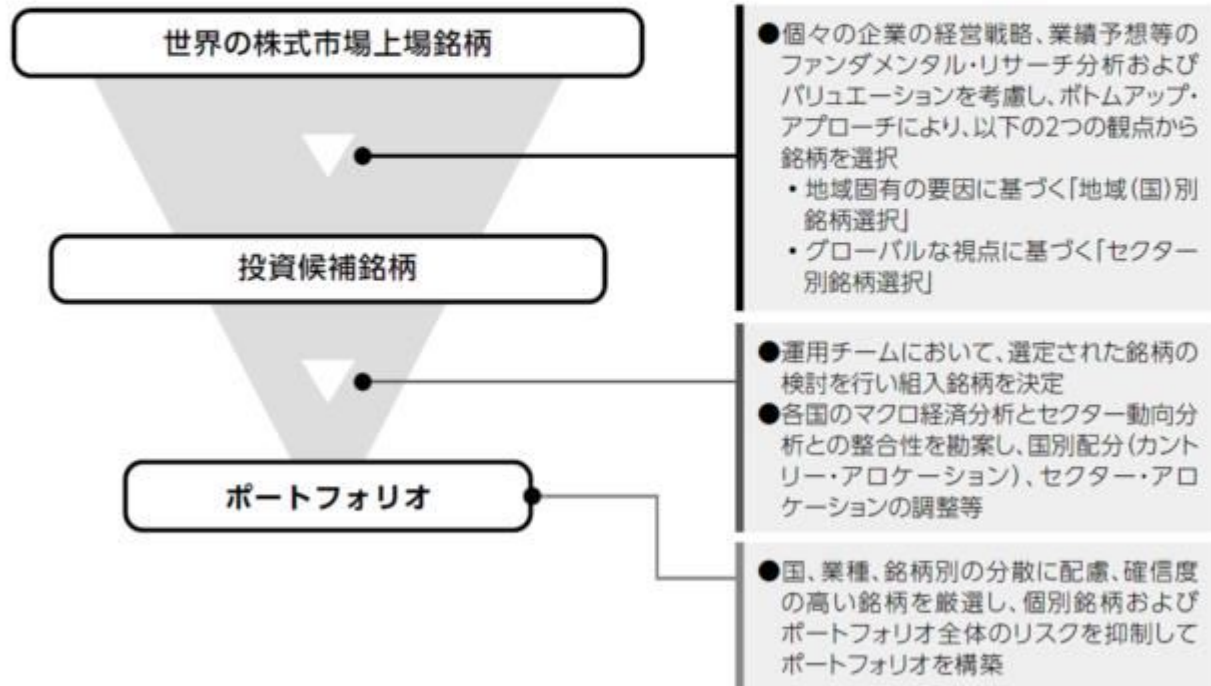 世界の株式市場上場銘柄
●個々の企業の経営戦略、業績予想等の
ファンダメンタル・リサーチ分析および
バリュエーションを考慮し、ボトムアップ・
アプローチにより、以下の2つの観点から
銘柄を選択
・地域固有の要因に基づく「地域(国)別
銘柄選択」
・グローバルな視点に基づく「セクター
別銘柄選択」
投資候補銘柄
●運用チームにおいて、選定された銘柄の
検討を行い組入銘柄を決定
●各国のマクロ経済分析とセクター動向分
析との整合性を勘案し、国別配分(カント
リー・アロケーション)、セクター・アロ
ケーションの調整等
ポートフォリオ
●国、業種、銘柄別の分散に配慮、確信度
の高い銘柄を厳選し、個別銘柄および
ポートフォリオ全体のリスクを抑制して
ポートフォリオを構築